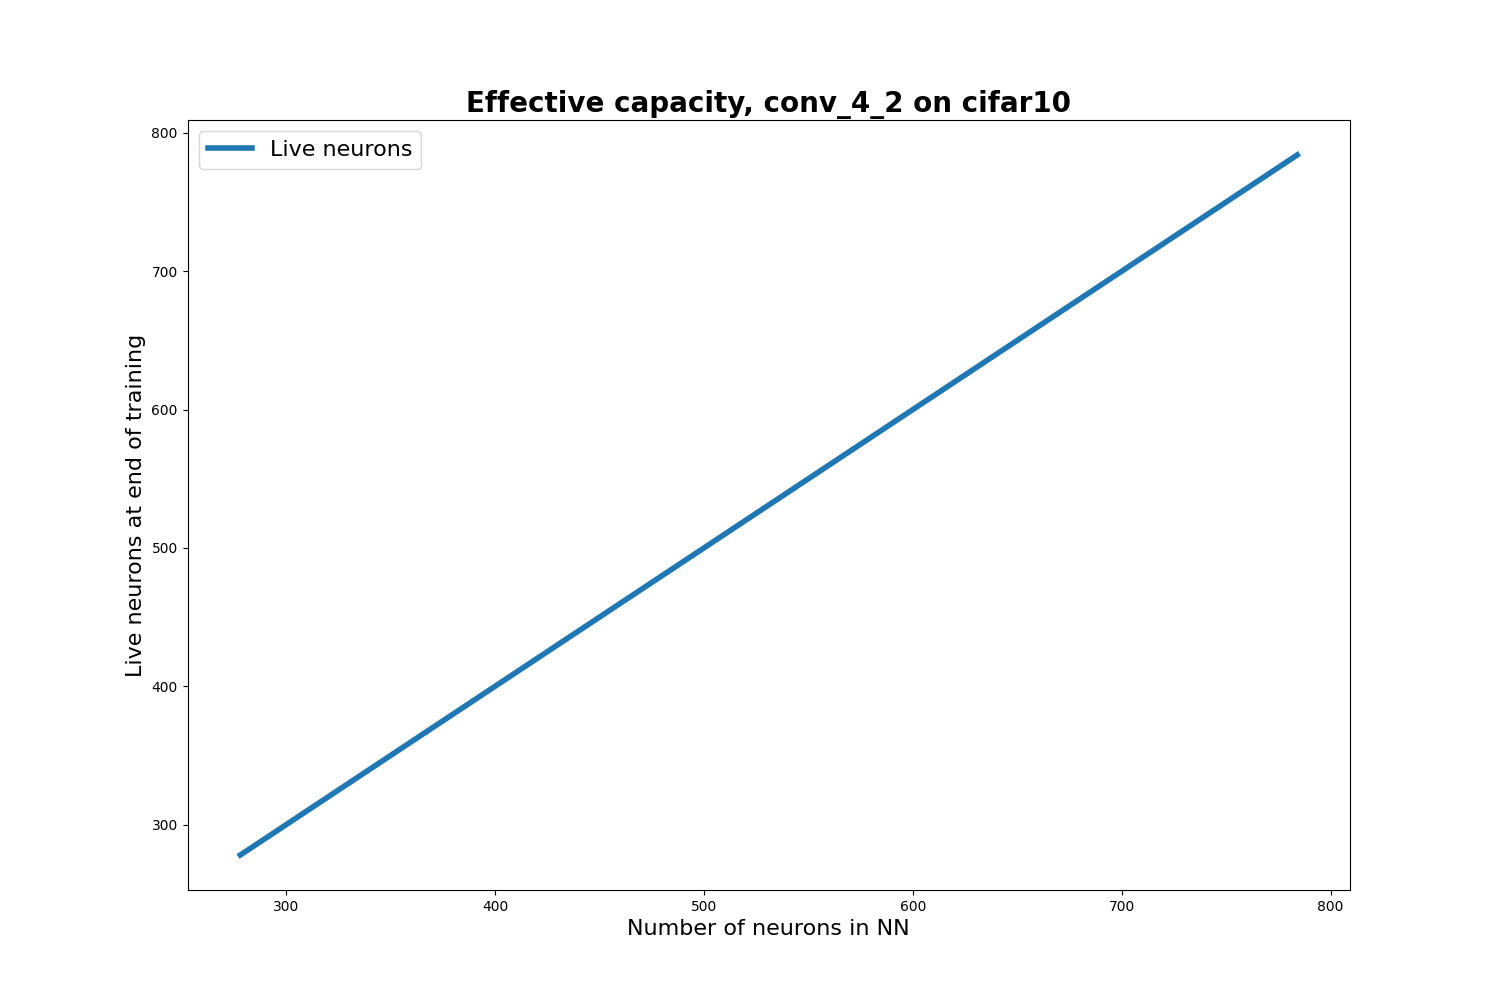 Effective capacity, conv_4_2 on cifar10
Live neurons
800
700
600
500
400
300
Live neurons at end of training
300 400 500 600 700 800
Number of neurons in NN